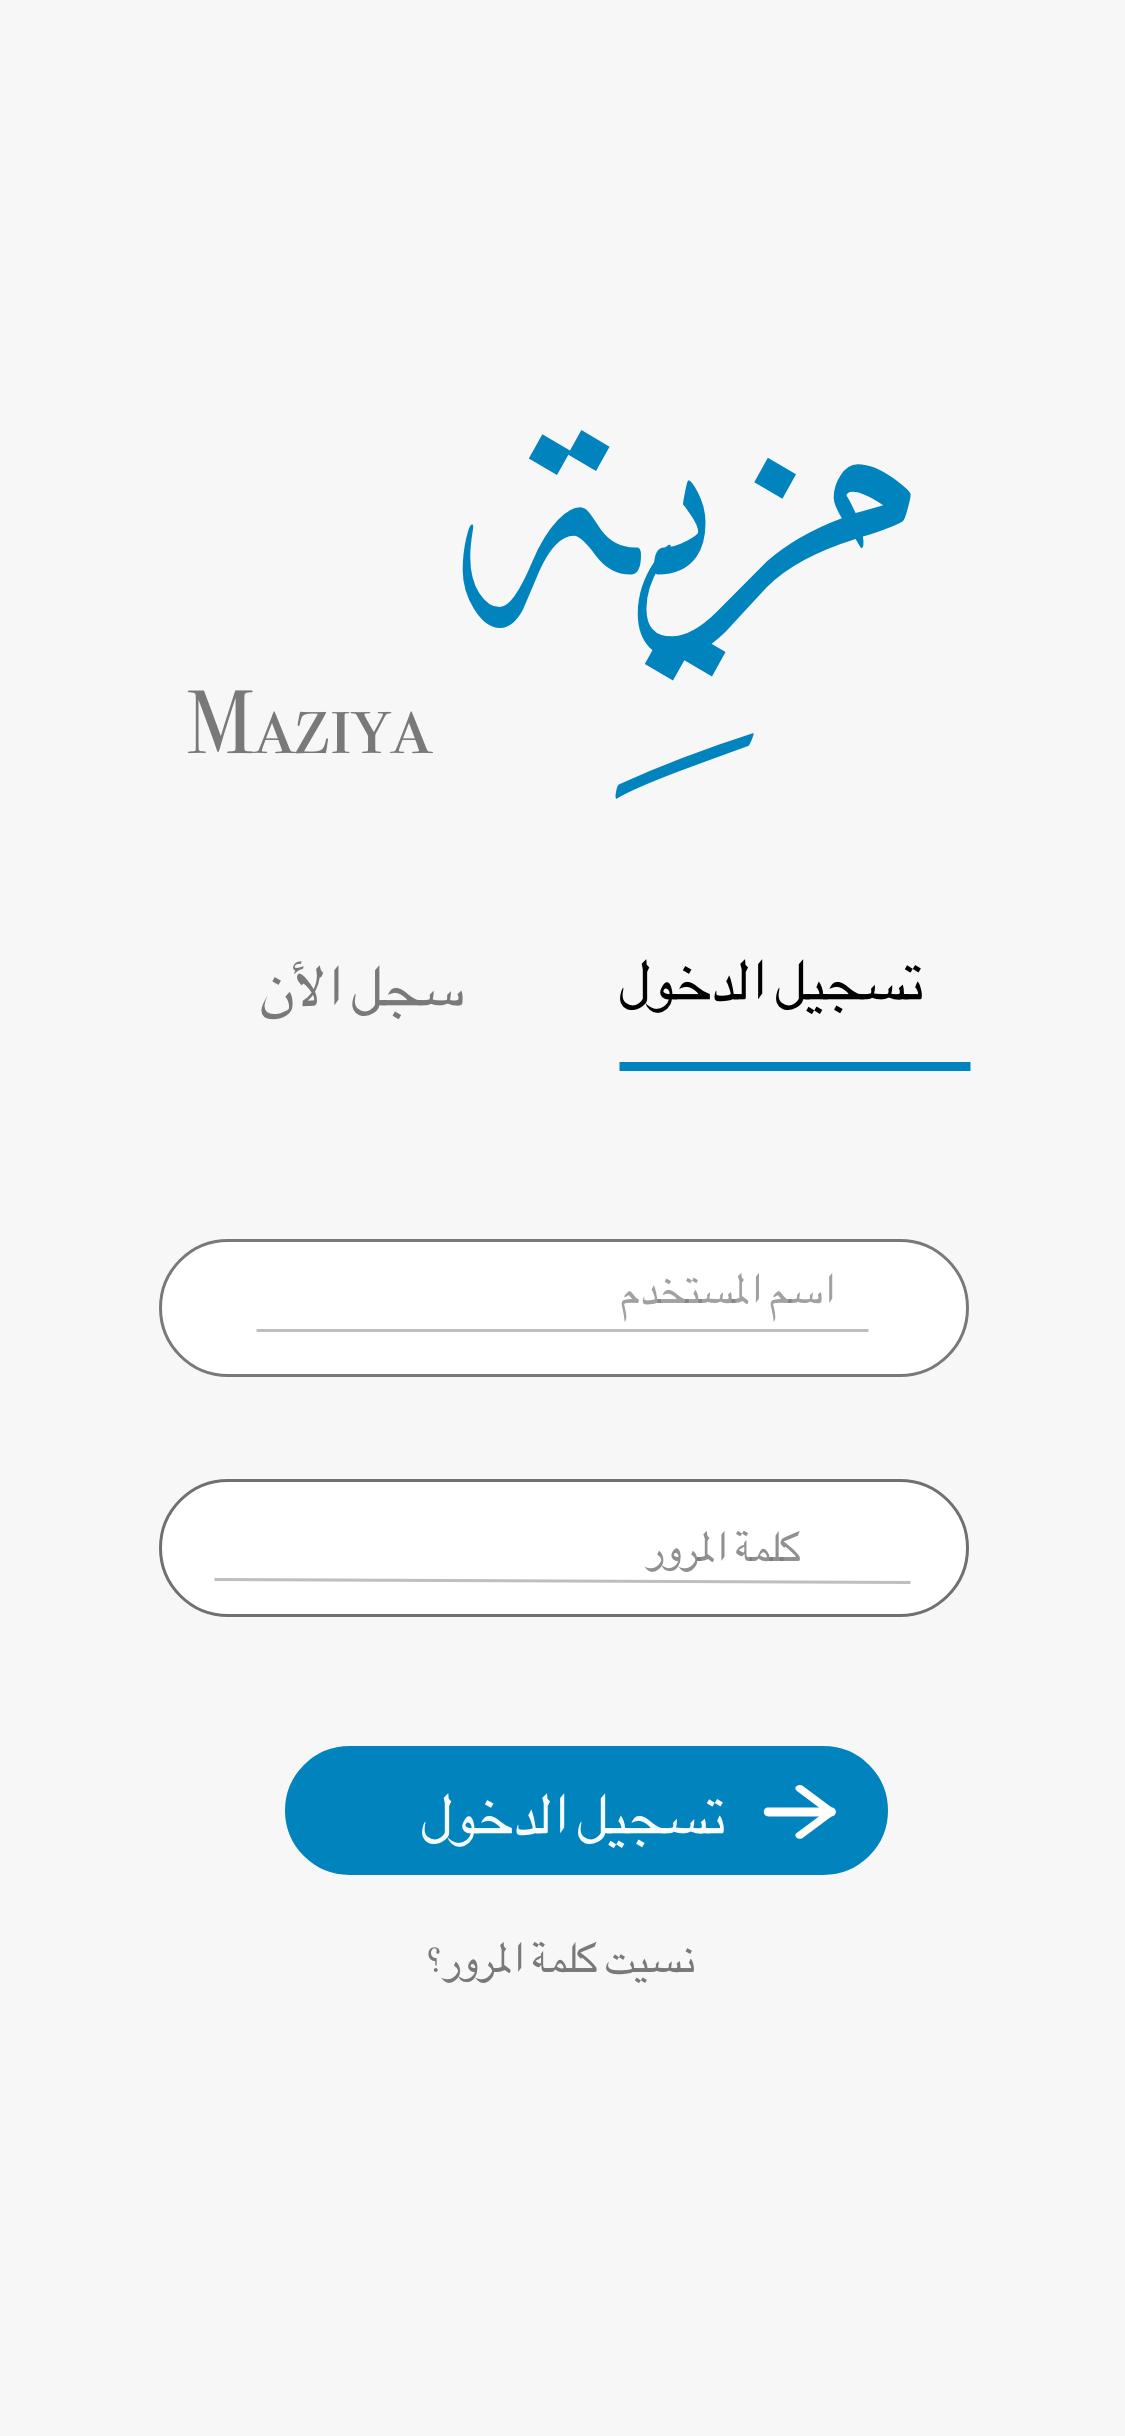 مزية
MAZIYA
تسجيل الدخول
سجل الأن
اسم المستخدم
كلمة المرور
تسجيل الدخول
نسيت كلمة المرور؟